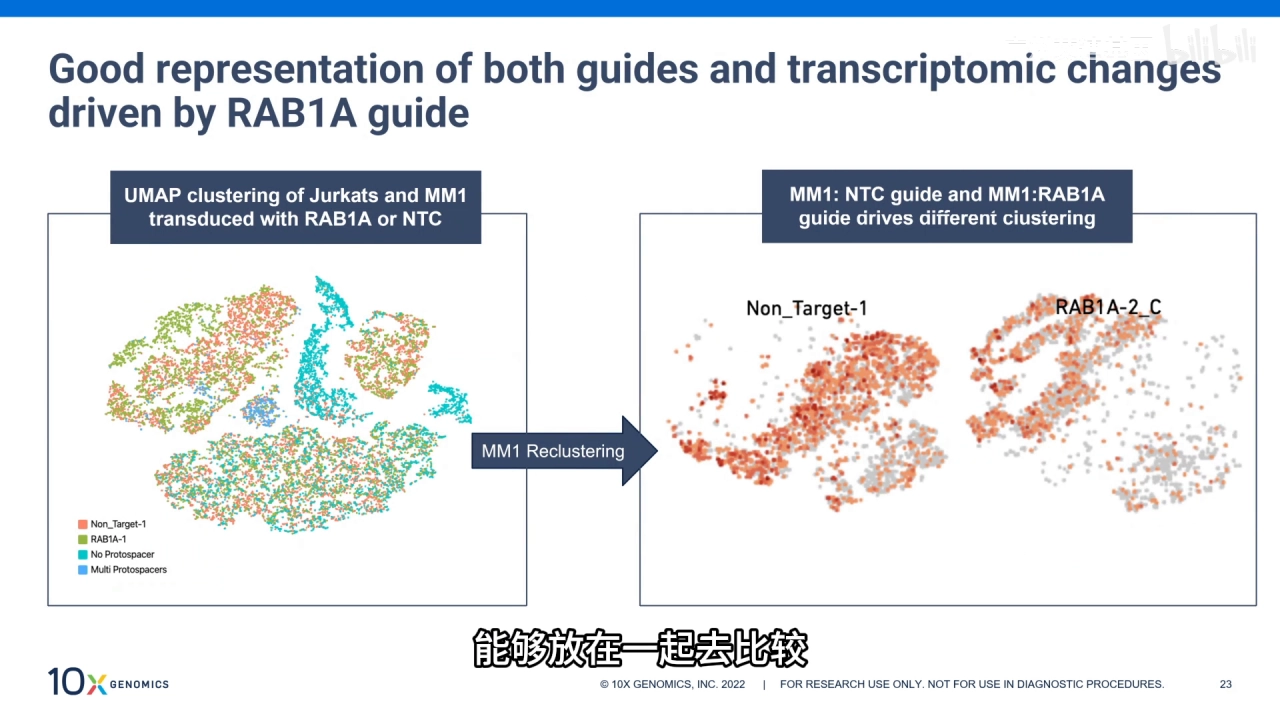 bilibili
Good representation of both guides and transcriptomic changes
driven by RAB1A guide
UMAP clustering of Jurkats and MM1
transduced with RAB1A or NTC
Non_Target-1
RAB1A-1
No Protospacer
Multi Protospacers
MM1 Reclustering
MM1: NTC guide and MM1:RAB1A
guide drives different clustering
Non_Target-1
RAB1A-2_C
能够放在一起去比较
10X GENOMICS
© 10X GENOMICS, INC. 2022 | FOR RESEARCH USE ONLY. NOT FOR USE IN DIAGNOSTIC PROCEDURES.
23